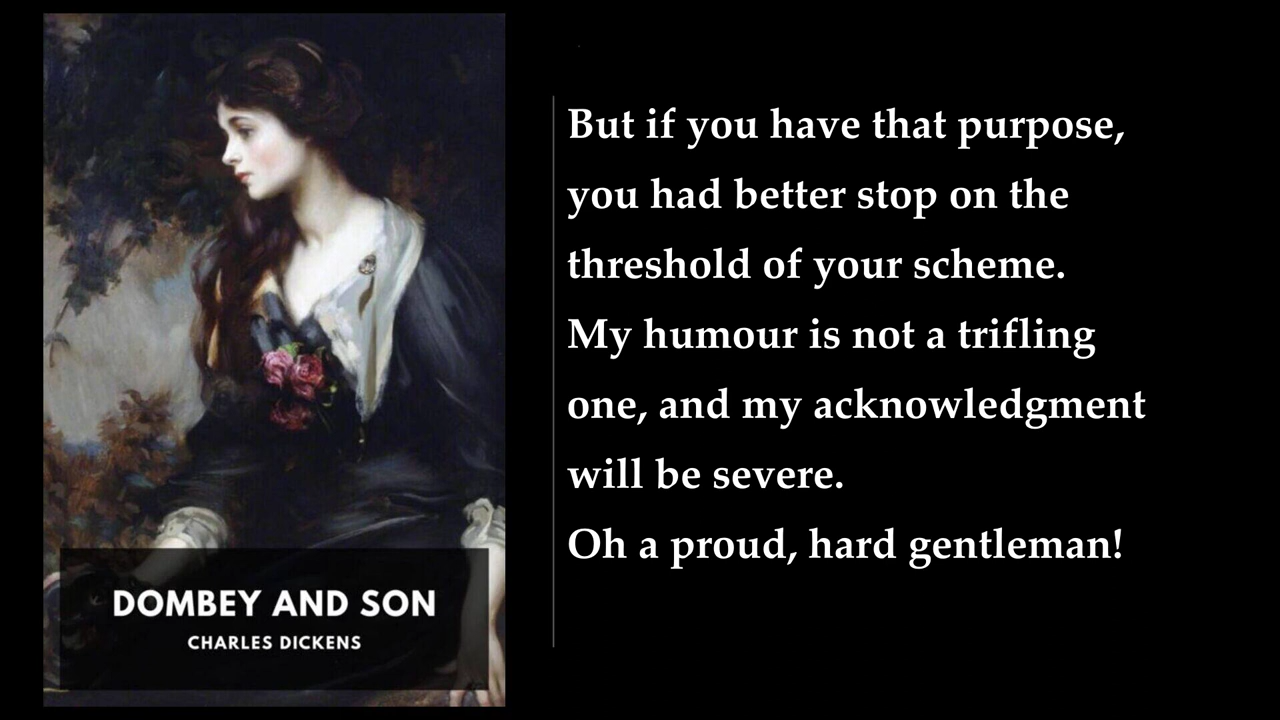 DOMBEY AND SON
CHARLES DICKENS
But if you have that purpose,
you had better stop on the
threshold of your scheme.
My humour is not a trifling
one, and my acknowledgment
will be severe.
Oh a proud, hard gentleman!